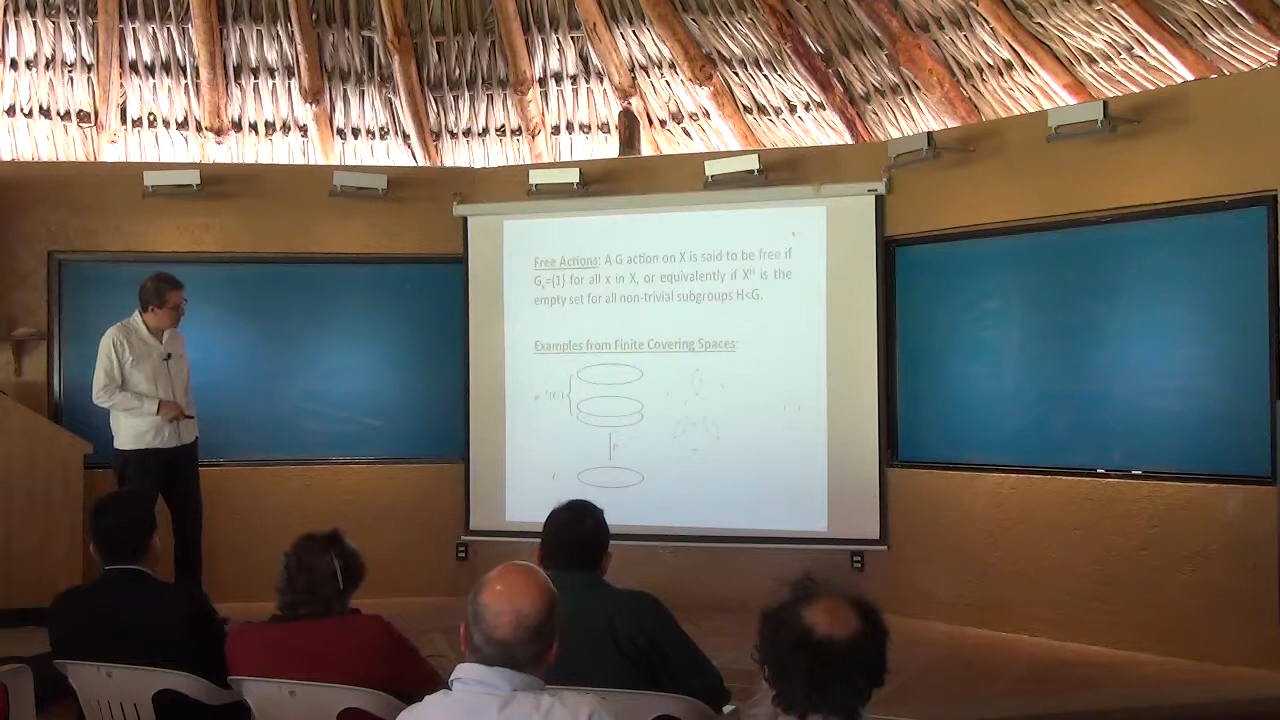 Free Actions: A G action on X is said to be free if
Gₓ={1} for all x in X, or equivalently if Xᴴ is the
empty set for all non-trivial subgroups H<G.
Examples from Finite Covering Spaces: